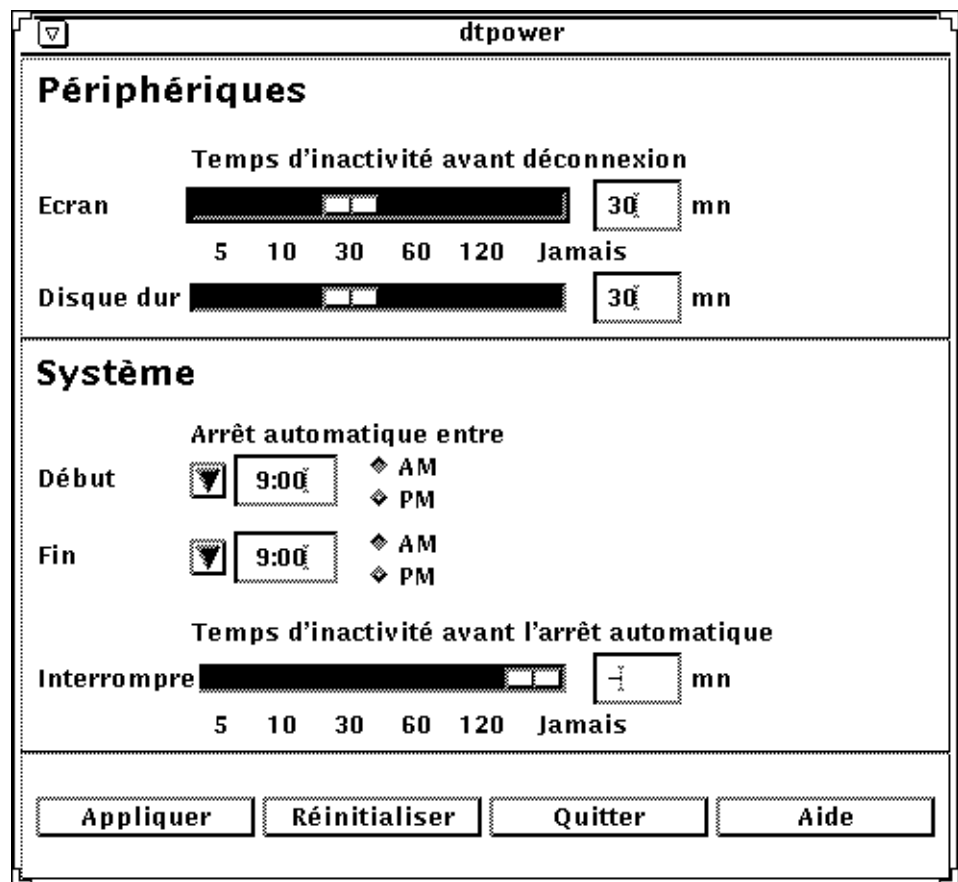 dtpower
Périphériques
Temps d'inactivité avant déconnexion
Ecran 30 mn
5 10 30 60 120 Jamais
Disque dur 30 mn
Système
Arrêt automatique entre
Début 9:00 AM
PM
Fin 9:00 AM
PM
Temps d'inactivité avant l'arrêt automatique
Interrompre – mn
5 10 30 60 120 Jamais
Appliquer Réinitialiser Quitter Aide